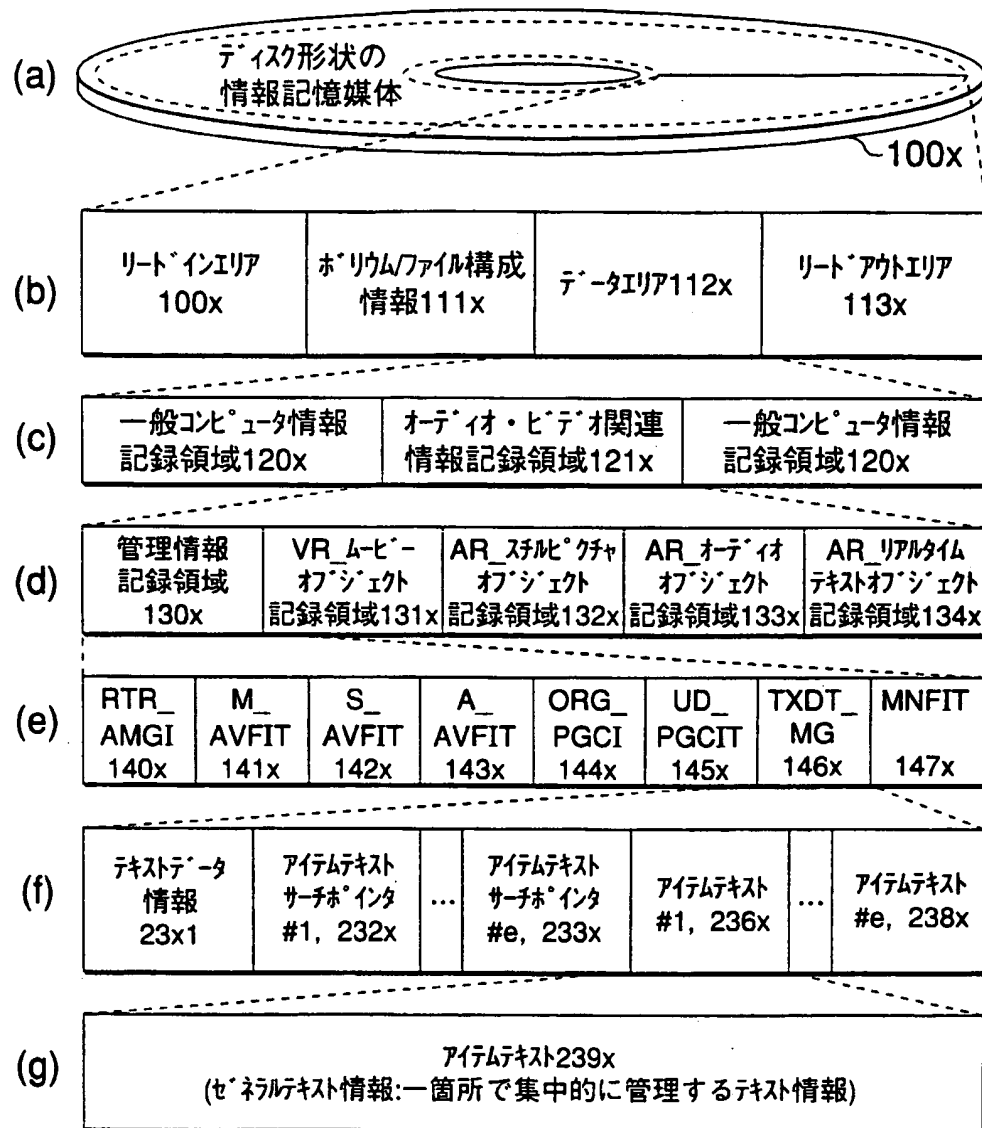 (a)
ディスク形状の
情報記憶媒体
100x
(b)
リードインエリア
100x
ボリウム/ファイル構成
情報111x
データエリア112x
リードアウトエリア
113x
(c)
一般コンピュータ情報
記録領域120x
オーディオ・ビデオ関連
情報記録領域121x
一般コンピュータ情報
記録領域120x
(d)
管理情報
記録領域
130x
VR_ムービー
オブジェクト
記録領域131x
AR_スチルピクチャ
オブジェクト
記録領域132x
AR_オーディオ
オブジェクト
記録領域133x
AR_リアルタイム
テキストオブジェクト
記録領域134x
(e)
RTR_
AMGI
140x
M_
AVFIT
141x
S_
AVFIT
142x
A_
AVFIT
143x
ORG_
PGCI
144x
UD_
PGCIT
145x
TXDT_
MG
146x
MNFIT
147x
(f)
テキストデータ
情報
23x1
アイテムテキスト
サーチポインタ
#1, 232x
...
アイテムテキスト
サーチポインタ
#e, 233x
アイテムテキスト
#1, 236x
...
アイテムテキスト
#e, 238x
(g)
アイテムテキスト239x
(ゼネラルテキスト情報:一箇所で集中的に管理するテキスト情報)